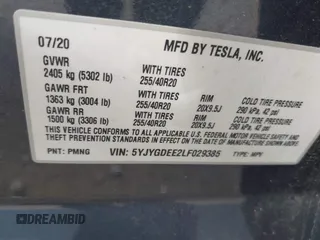 07/20
MFD BY TESLA, INC.
GVWR
2405 kg (5302 lb)
WITH TIRES
255/40R20
GAWR FRT
1363 kg (3004 lb)
WITH TIRES
255/40R20
RIM
20X9.5J
COLD TIRE PRESSURE
290 kPa, 42 psi
GAWR RR
1500 kg (3306 lb)
WITH TIRES
255/40R20
RIM
20X9.5J
COLD TIRE PRESSURE
290 kPa, 42 psi
THIS VEHICLE CONFORMS TO ALL APPLICABLE FEDERAL MOTOR VEHICLE SAFETY
AND THEFT PREVENTION STANDARDS IN EFFECT ON THE DATE OF MANUFACTURE
SHOWN ABOVE.
PNT: PMNG
VIN: 5YJYGDEE2LF029385
TYPE: MPV
DREAMBID